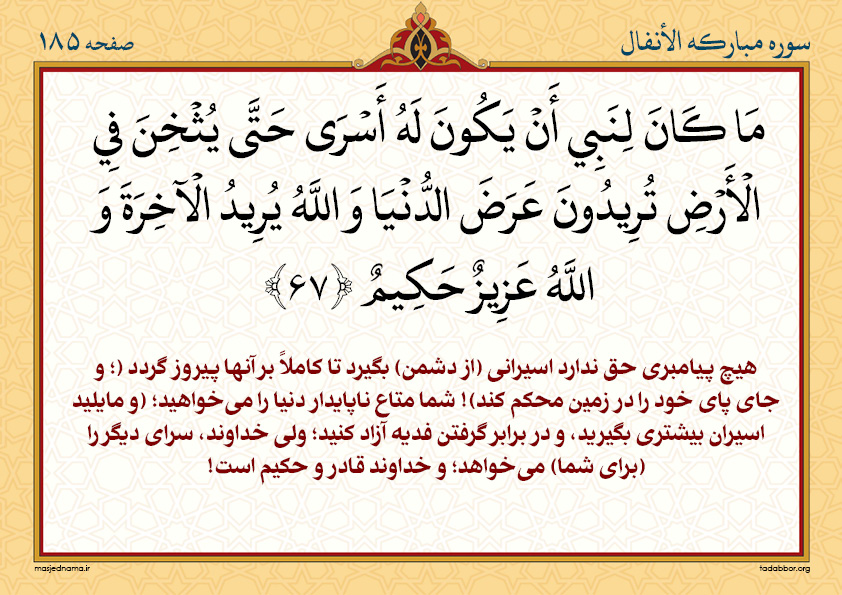 سوره مباركه الأنفال
صفحه ۱۸۵
مَا كَانَ لِنَبِي أَنْ يَكُونَ لَهُ أَسْرَى حَتَّى يُثْخِنَ فِي
الْأَرْضِ تُرِيدُونَ عَرَضَ الدُّنْيَا وَ اللَّهُ يُرِيدُ الْآخِرَةَ وَ
اللَّهُ عَزِيزٌ حَكِيمٌ ﴿۶۷﴾
هیچ پیامبری حق ندارد اسیرانی (از دشمن) بگیرد تا کاملاً بر آنها پیروز گردد (؛ و
جای پای خود را در زمین محکم کند)! شما متاع ناپایدار دنیا را می‌خواهید؛ (و مایلید
اسیران بیشتری بگیرید، و در برابر گرفتن فدیه آزاد کنید؛ ولی خداوند، سرای دیگر را
(برای شما) می‌خواهد؛ و خداوند قادر و حکیم است!
masjednama.ir
tadabbor.org